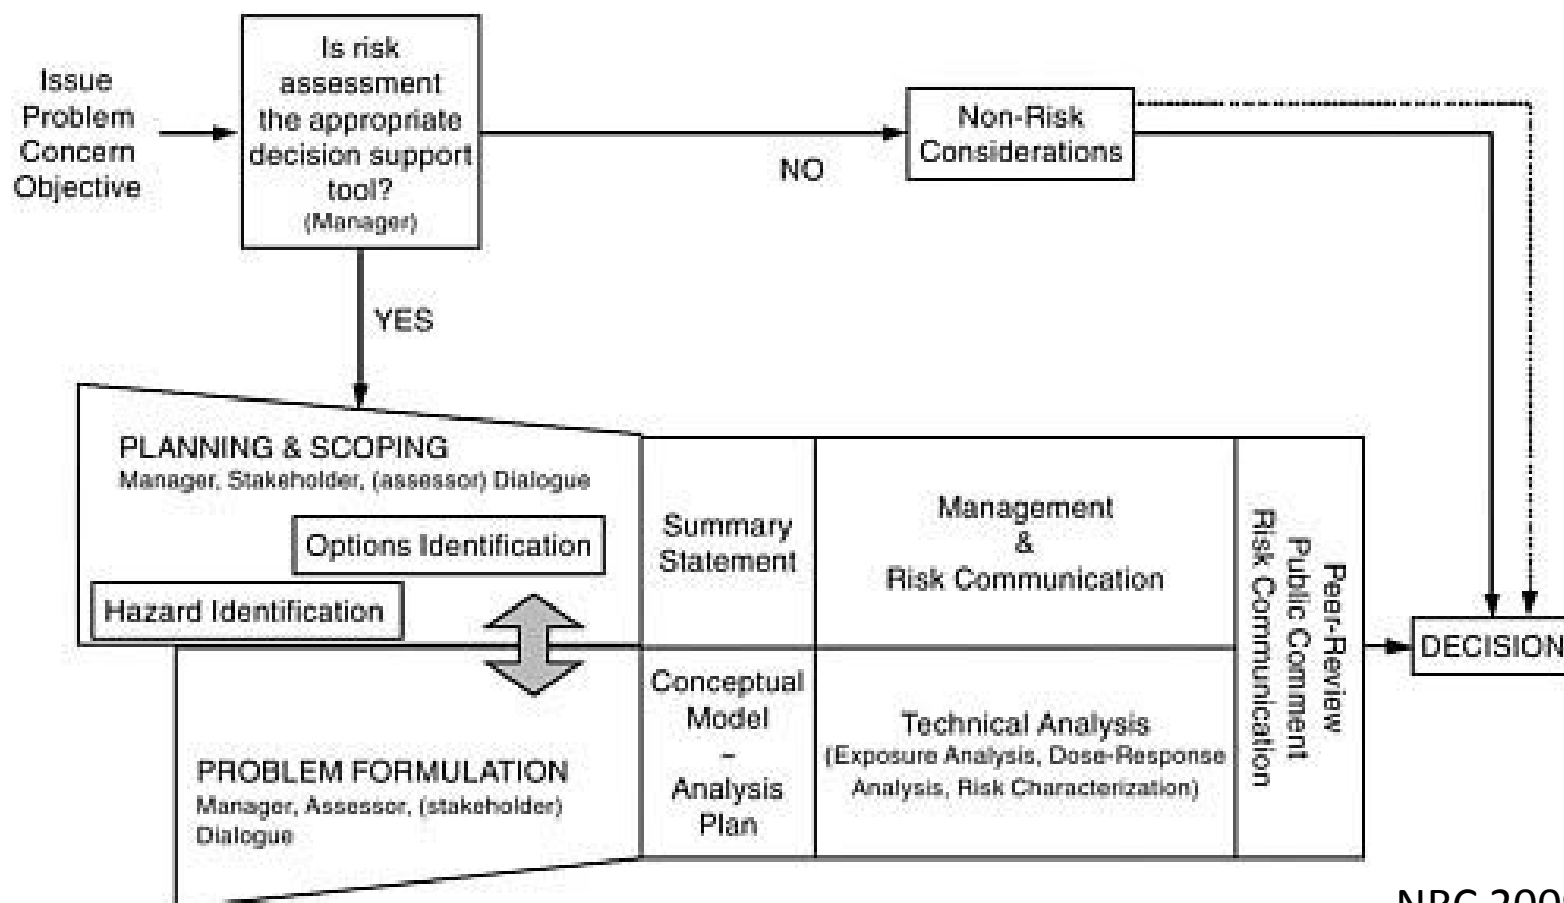 Issue
Problem
Concern
Objective
Is risk
assessment
the appropriate
decision support
tool?
(Manager)
NO
Non-Risk
Considerations
YES
PLANNING & SCOPING
Manager, Stakeholder, (assessor) Dialogue
Options Identification
Hazard Identification
Summary
Statement
Management
&
Risk Communication
Peer-Review
Public Comment
Risk Communication
DECISION
PROBLEM FORMULATION
Manager, Assessor, (stakeholder)
Dialogue
Conceptual
Model
–
Analysis
Plan
Technical Analysis
(Exposure Analysis, Dose-Response
Analysis, Risk Characterization)